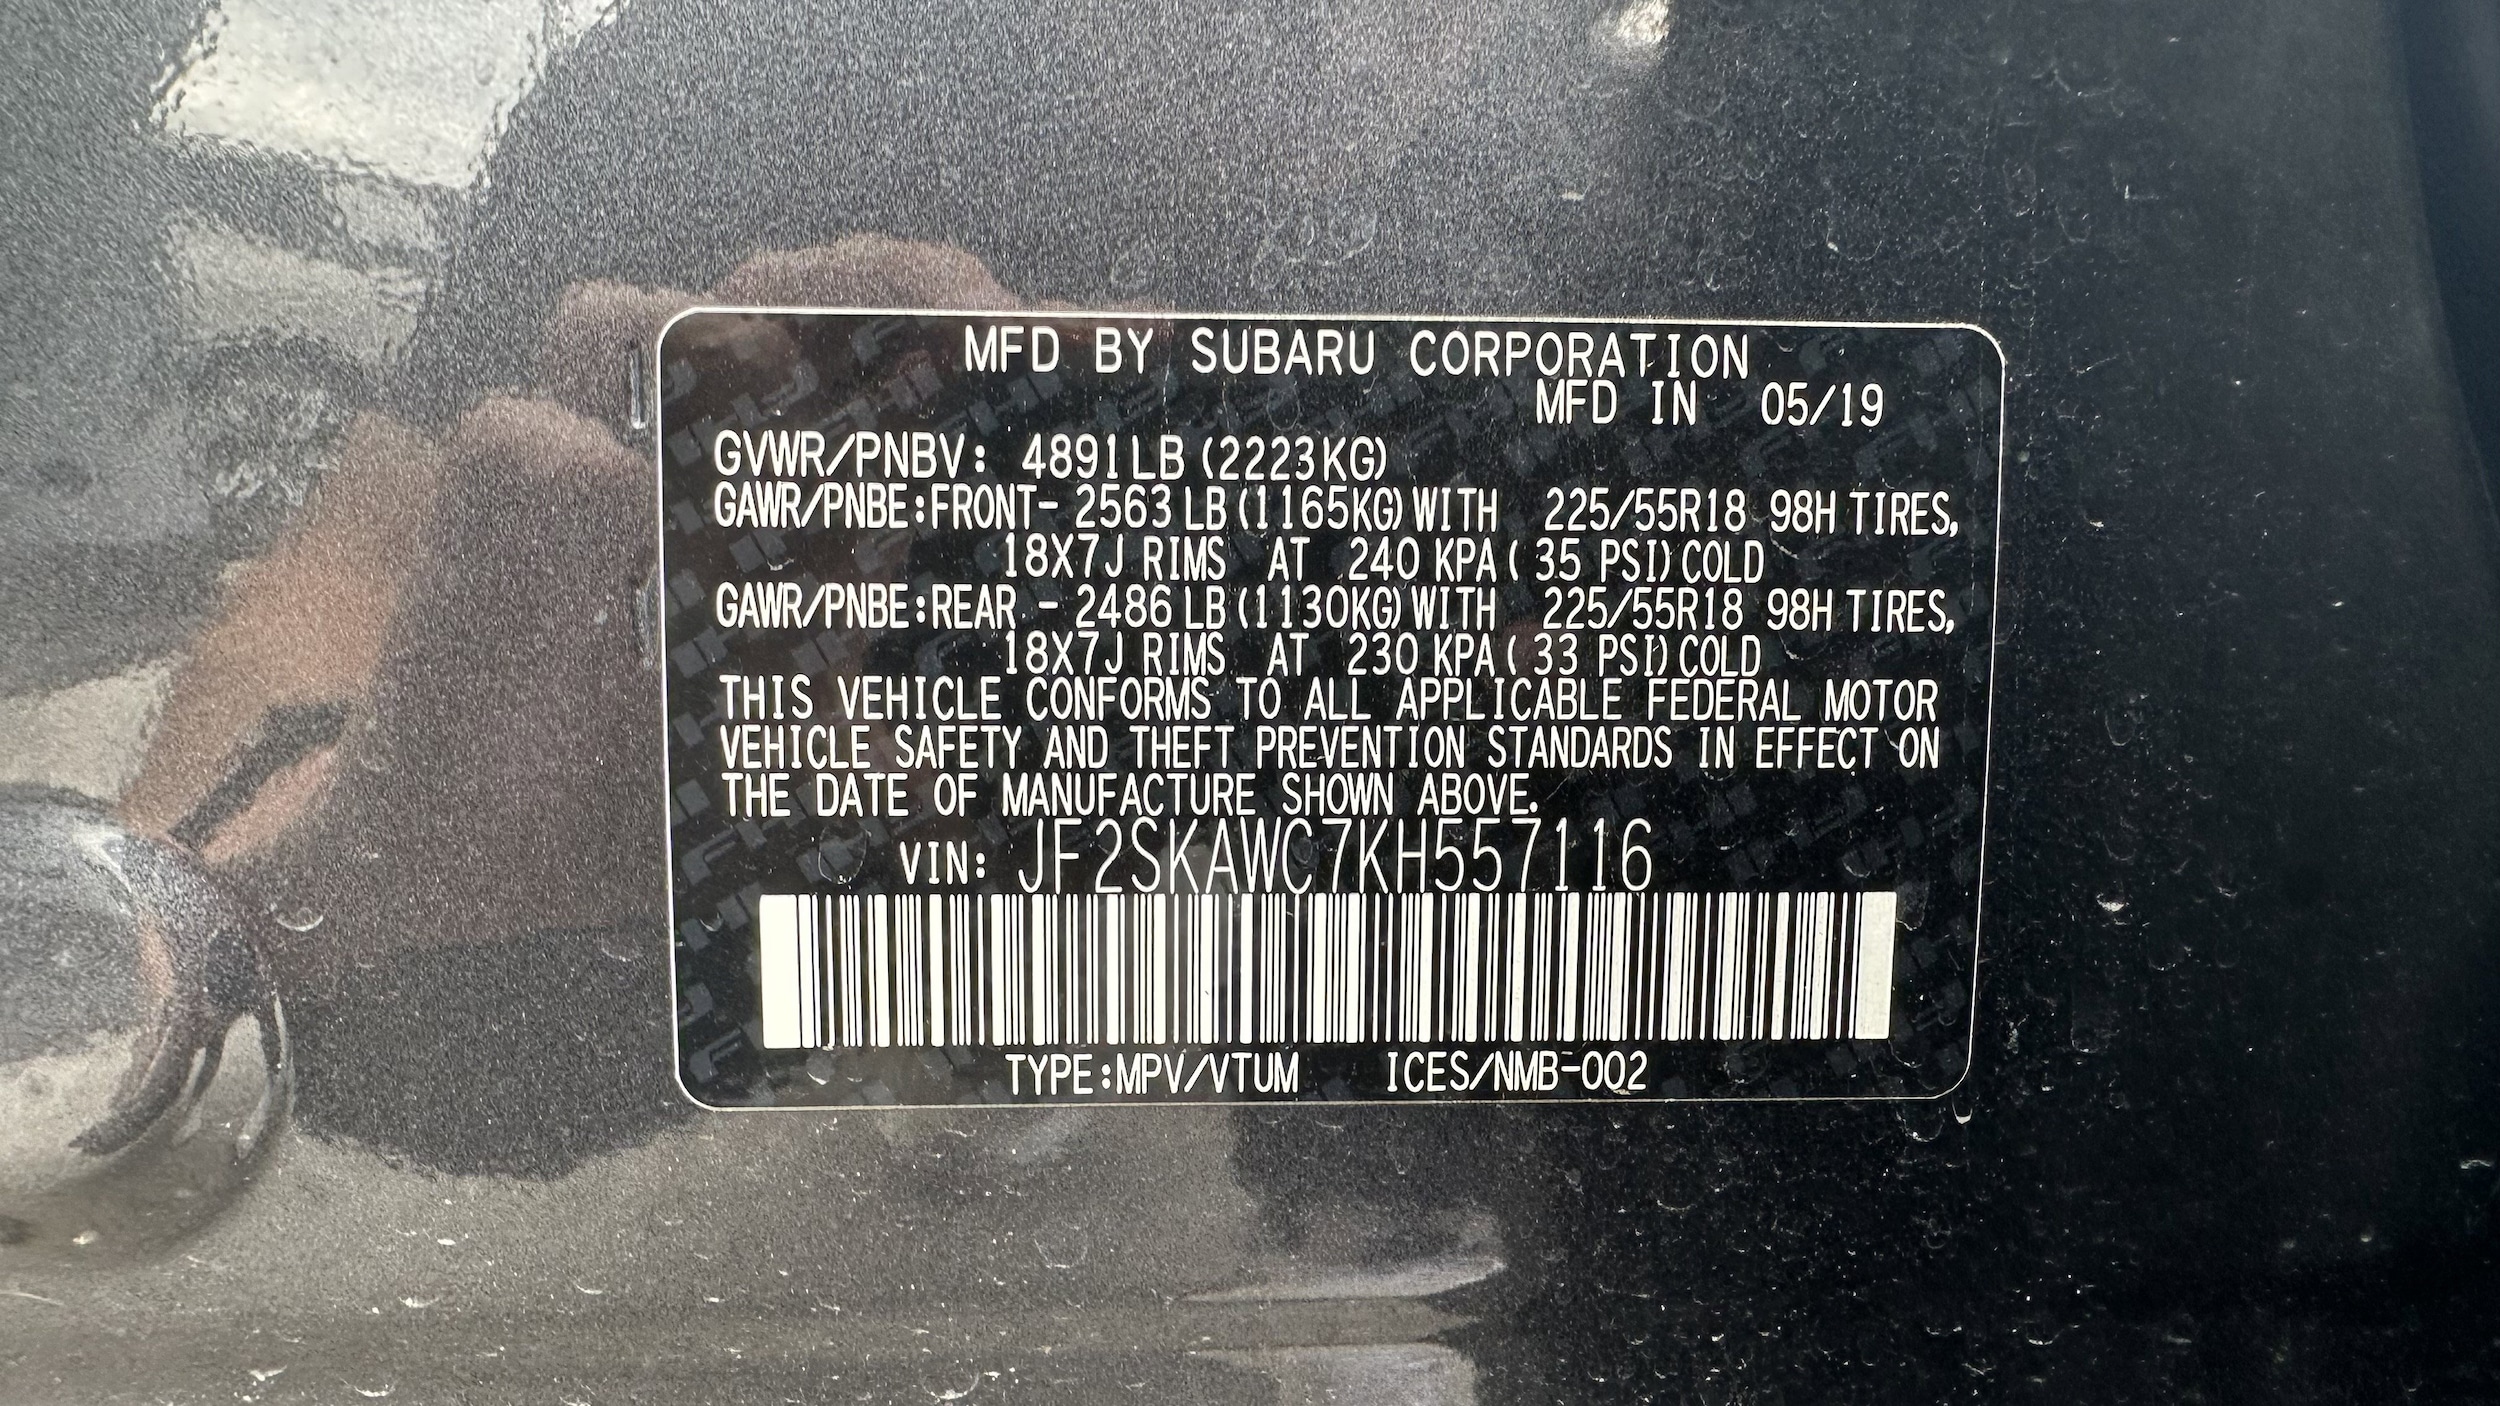 MFD BY SUBARU CORPORATION
MFD IN 05/19
GVWR/PNBV: 4891LB (2223KG)
GAWR/PNBE:FRONT- 2563 LB (1165KG) WITH 225/55R18 98H TIRES,
18X7J RIMS AT 240 KPA ( 35 PSI) COLD
GAWR/PNBE:REAR - 2486 LB (1130KG) WITH 225/55R18 98H TIRES,
18X7J RIMS AT 230 KPA ( 33 PSI) COLD
THIS VEHICLE CONFORMS TO ALL APPLICABLE FEDERAL MOTOR
VEHICLE SAFETY AND THEFT PREVENTION STANDARDS IN EFFECT ON
THE DATE OF MANUFACTURE SHOWN ABOVE.
VIN: JF2SKAWC7KH557116
TYPE:MPV/VTUM ICES/NMB-002